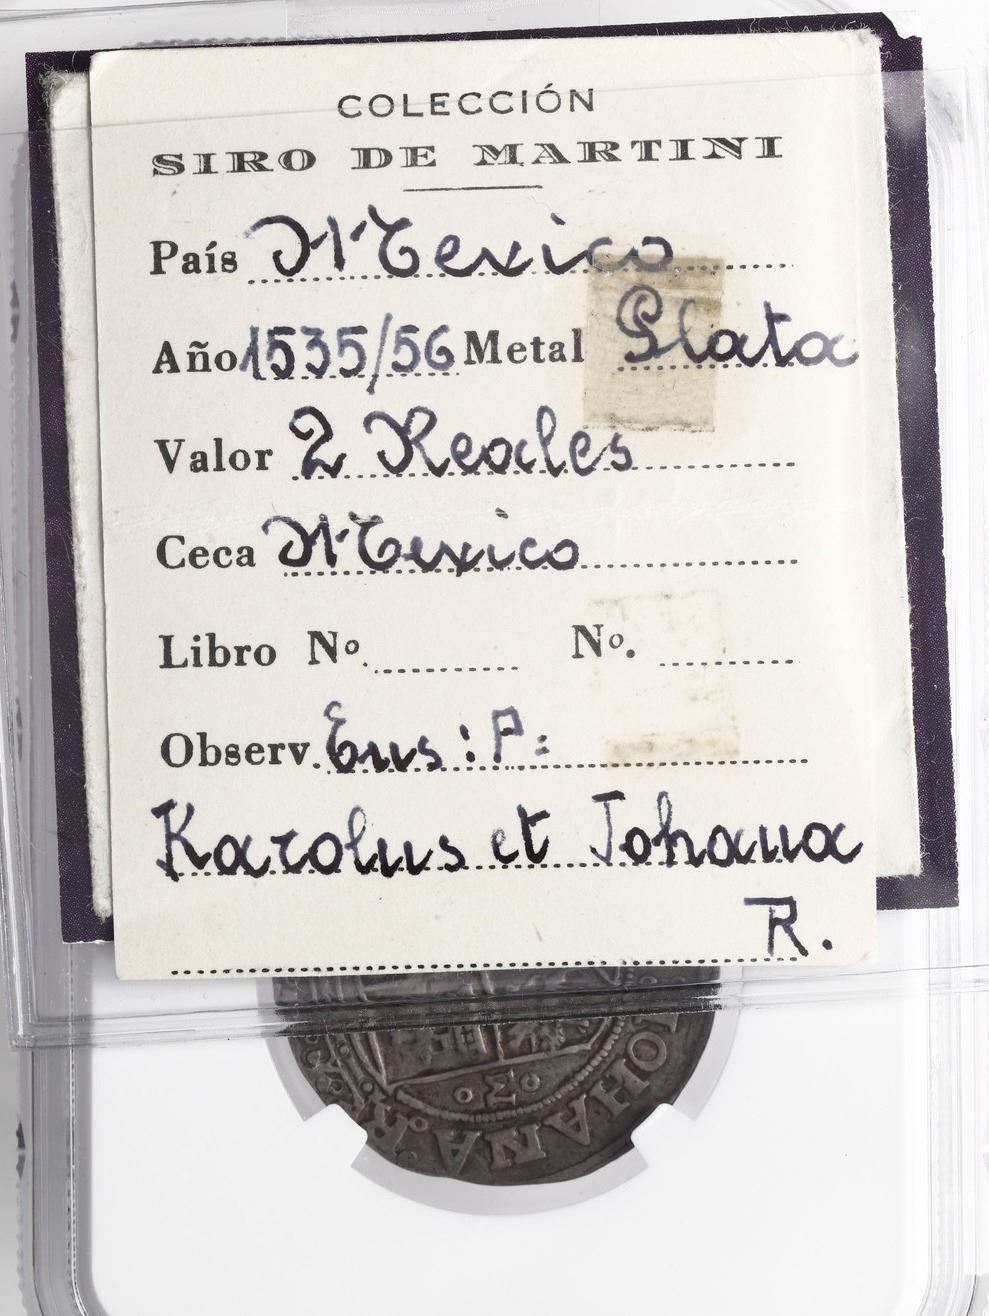 COLECCIÓN
SIRO DE MARTINI
País Mexico
Año 1535/56 Metal Plata
Valor 2 Reales
Ceca Mexico
Libro Nº. Nº.
Observ. Ens: P:
Karolus et Johana
R.
M
IOHANA R